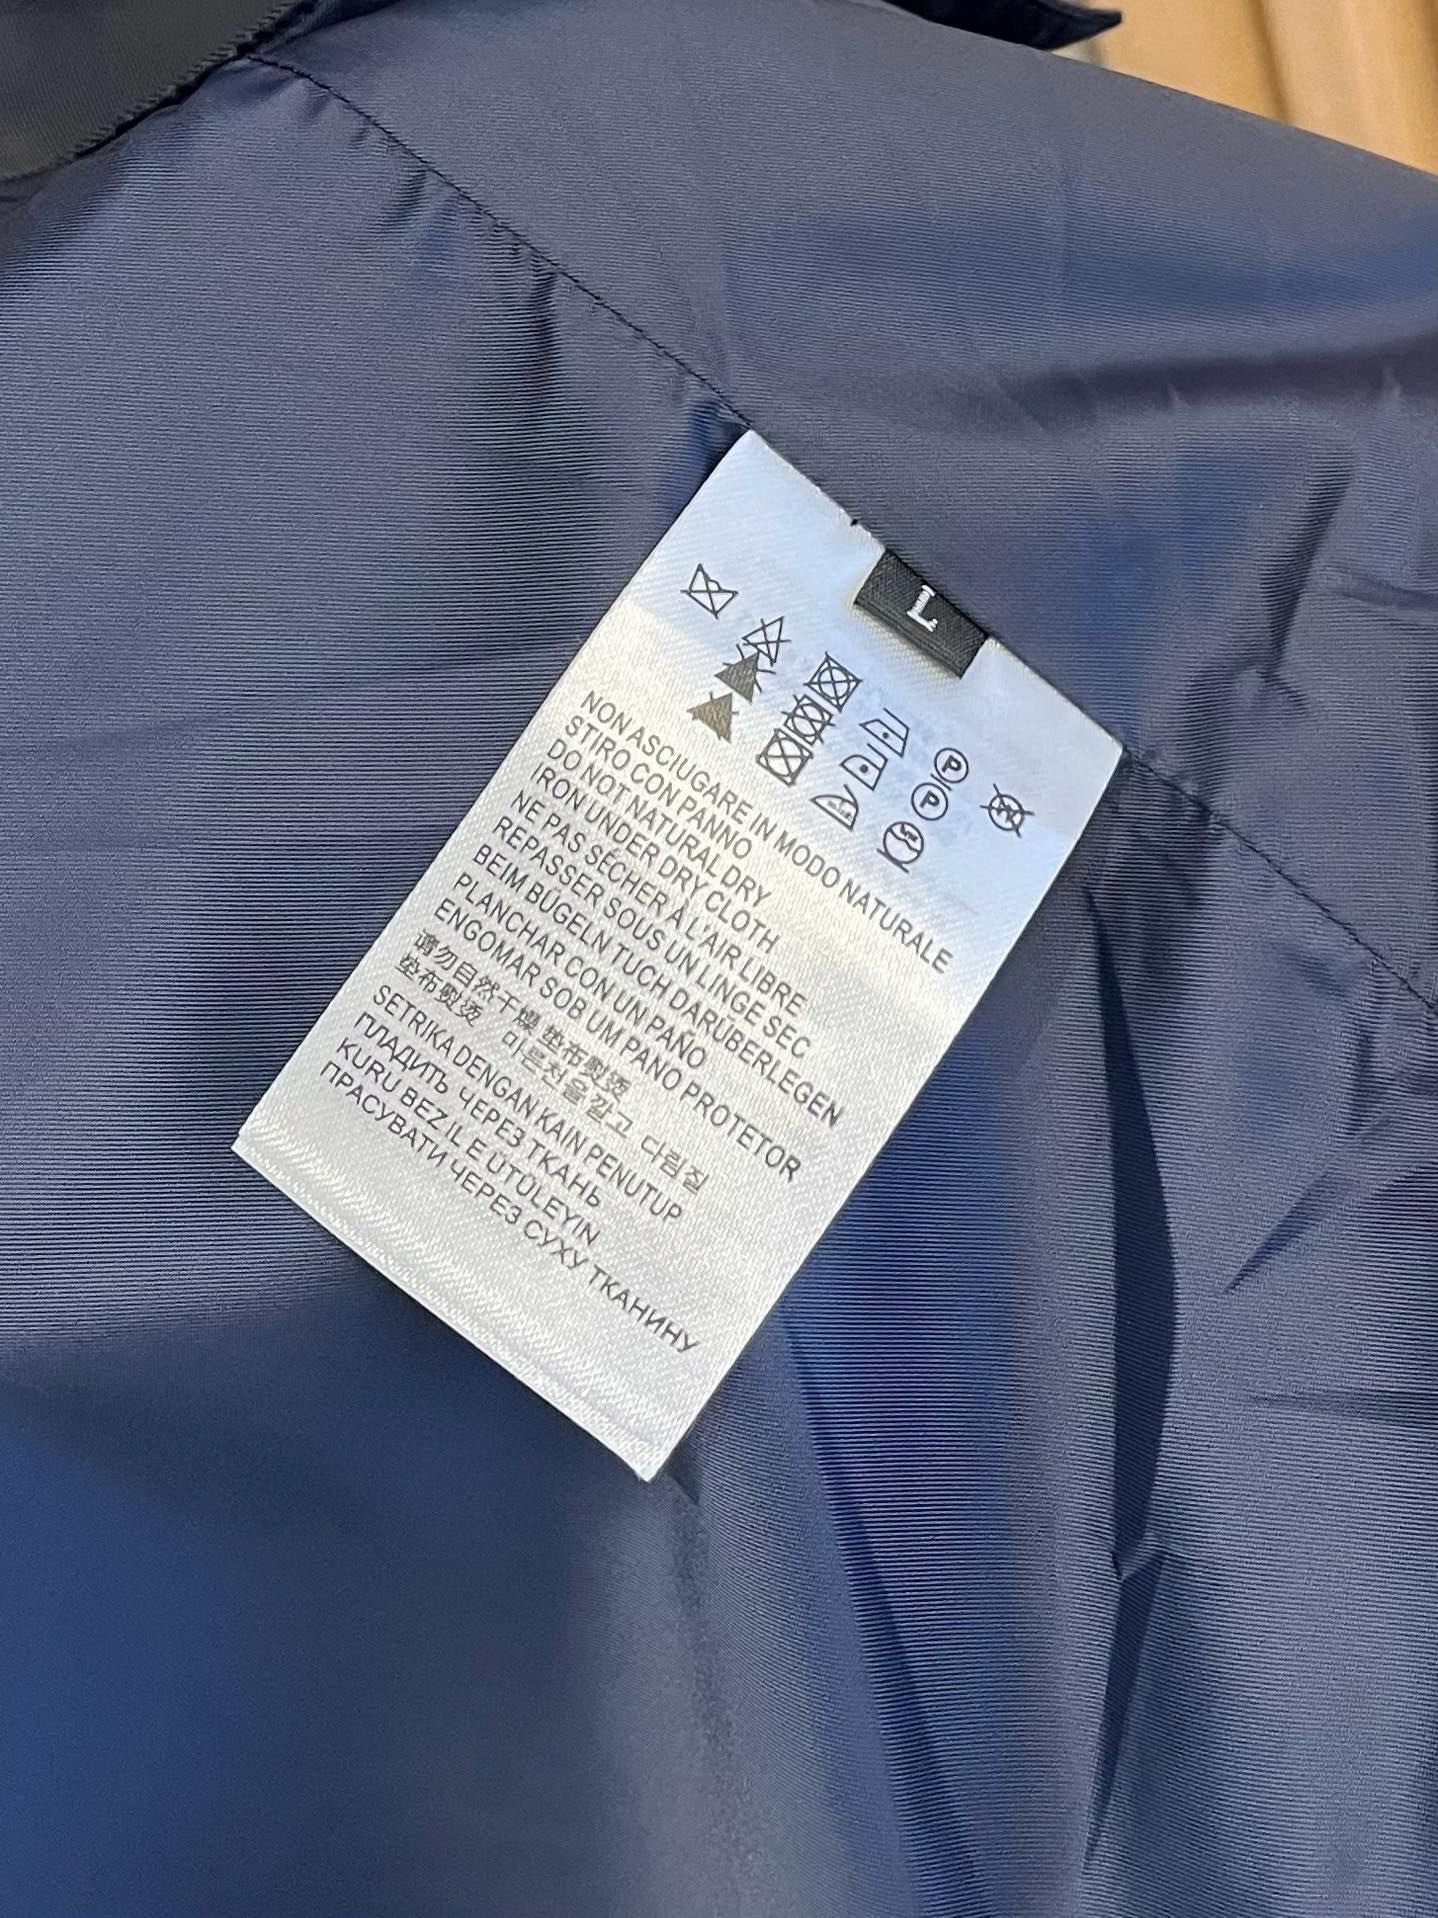 L
P
P
NON ASCIUGARE IN MODO NATURALE
STIRO CON PANNO
DO NOT NATURAL DRY
IRON UNDER DRY CLOTH
NE PAS SÉCHER À L'AIR LIBRE
REPASSER SOUS UN LINGE SEC
BEIM BÜGELN TUCH DARÜBERLEGEN
PLANCHAR CON UN PAÑO
ENGOMAR SOB UM PANO PROTETOR
请勿自然干燥 垫布熨烫
垫布熨烫 마른천을깔고 다림질
SETRIKA DENGAN KAIN PENUTUP
ГЛАДИТЬ ЧЕРЕЗ ТКАНЬ
KURU BEZ ILE ÜTÜLEYIN
ПРАСУВАТИ ЧЕРЕЗ СУХУ ТКАНИНУ